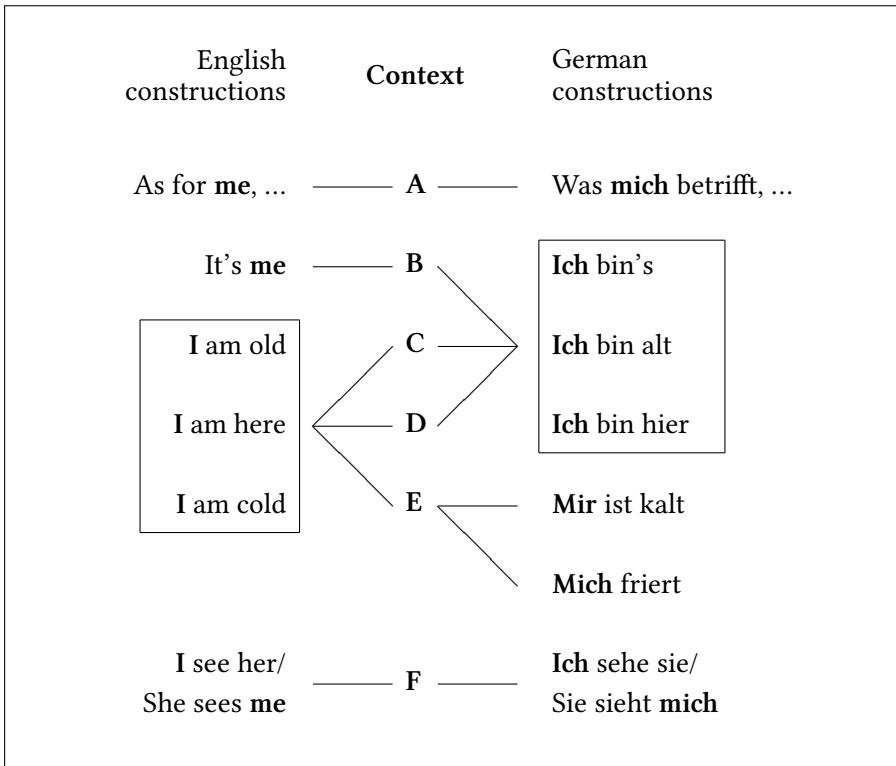 English constructions
Context
German constructions
As for me, … A Was mich betrifft, …
It's me B Ich bin's
I am old C Ich bin alt
I am here D Ich bin hier
I am cold E Mir ist kalt
Mich friert
I see her/
She sees me
F
Ich sehe sie/
Sie sieht mich